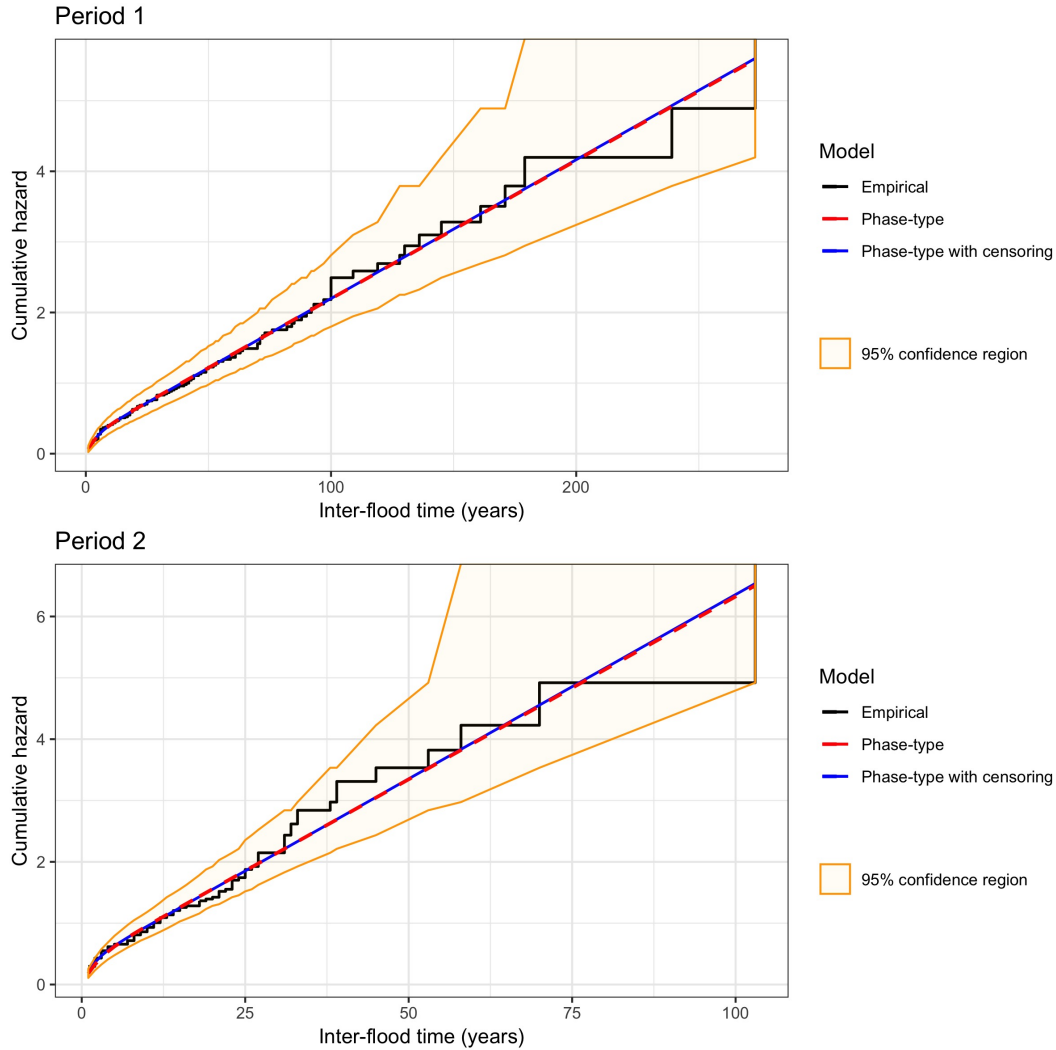 Period 1
Cumulative hazard
4
2
0
0 100 200
Inter-flood time (years)
Model
Empirical
Phase-type
Phase-type with censoring
95% confidence region
Period 2
Cumulative hazard
6
4
2
0
0 25 50 75 100
Inter-flood time (years)
Model
Empirical
Phase-type
Phase-type with censoring
95% confidence region